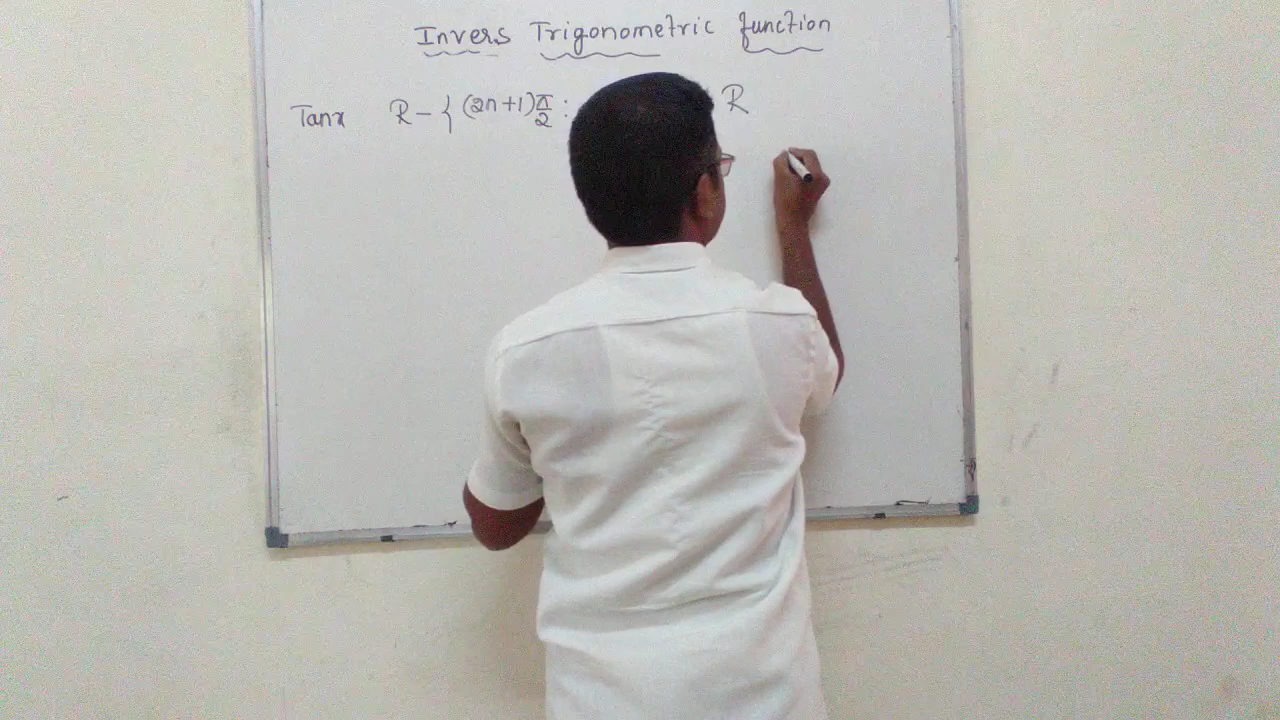 Invers Trigonometric function
Tanx R - { (2n+1)π/2 : R